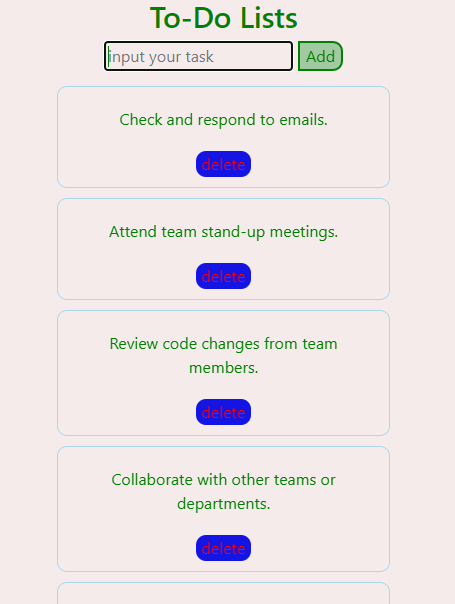 To-Do Lists
input your task
Add
Check and respond to emails.
delete
Attend team stand-up meetings.
delete
Review code changes from team
members.
delete
Collaborate with other teams or
departments.
delete